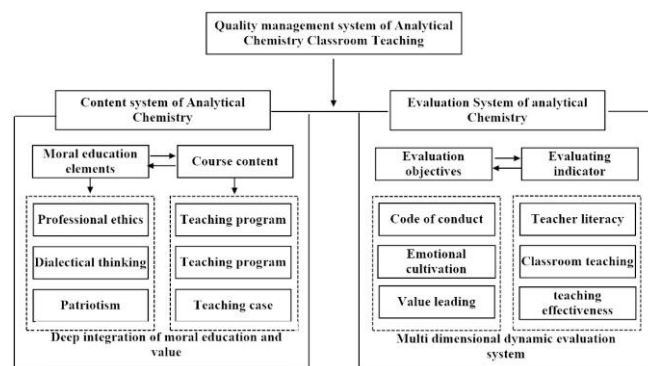 Quality management system of Analytical
Chemistry Classroom Teaching
Content system of Analytical
Chemistry
Evaluation System of analytical
Chemistry
Moral education
elements
Course content
Evaluation
objectives
Evaluating
indicator
Professional ethics
Dialectical thinking
Patriotism
Teaching program
Teaching program
Teaching case
Code of conduct
Emotional
cultivation
Value leading
Teacher literacy
Classroom teaching
teaching
effectiveness
Deep integration of moral education and
value
Multi dimensional dynamic evaluation
system